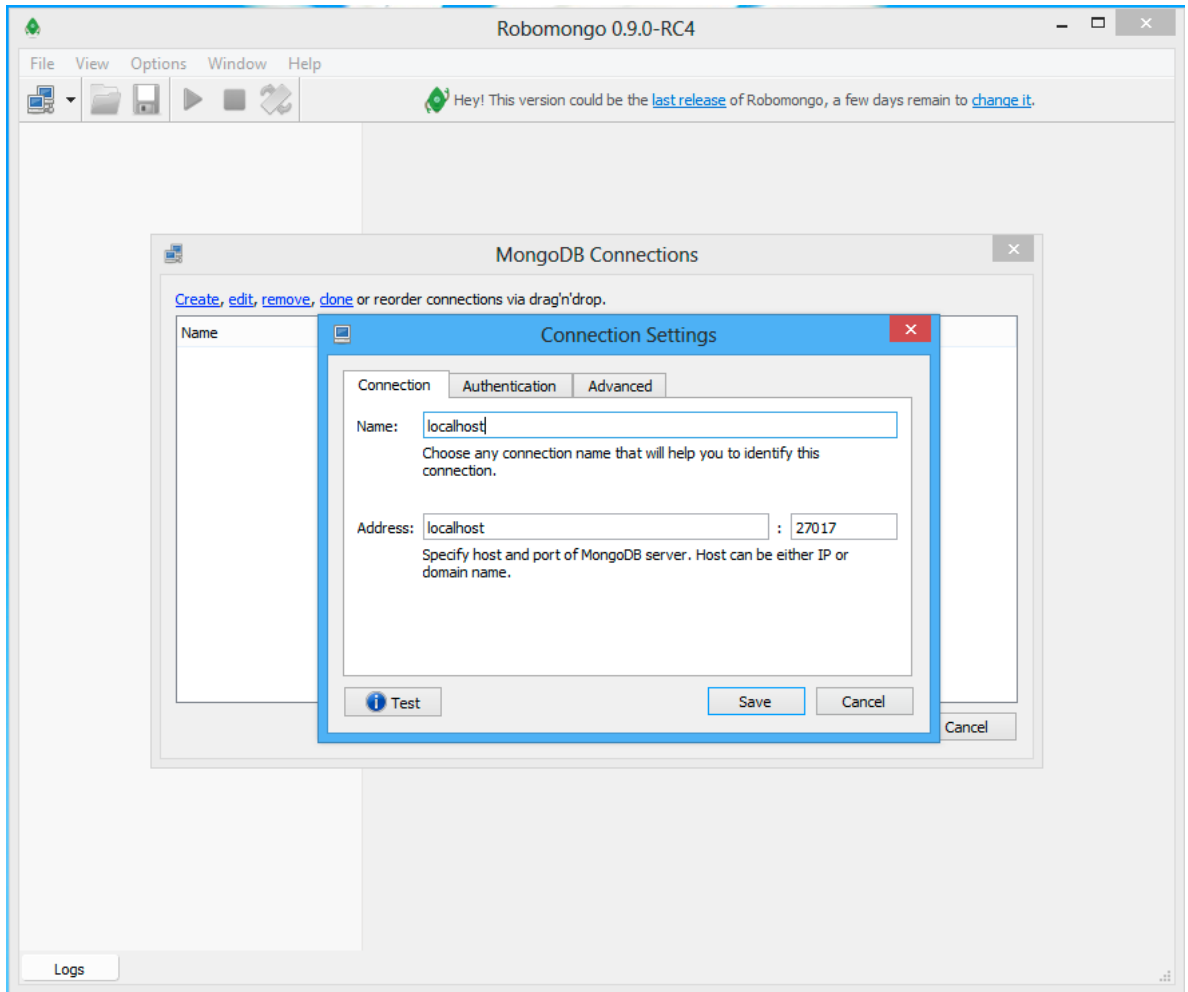 Robomongo 0.9.0-RC4
File View Options Window Help
Hey! This version could be the last release of Robomongo, a few days remain to change it.
MongoDB Connections
Create, edit, remove, clone or reorder connections via drag'n'drop.
Name
Connection Settings
Connection Authentication Advanced
Name: localhost
Choose any connection name that will help you to identify this
connection.
Address: localhost : 27017
Specify host and port of MongoDB server. Host can be either IP or
domain name.
Test Save Cancel
Cancel
Logs